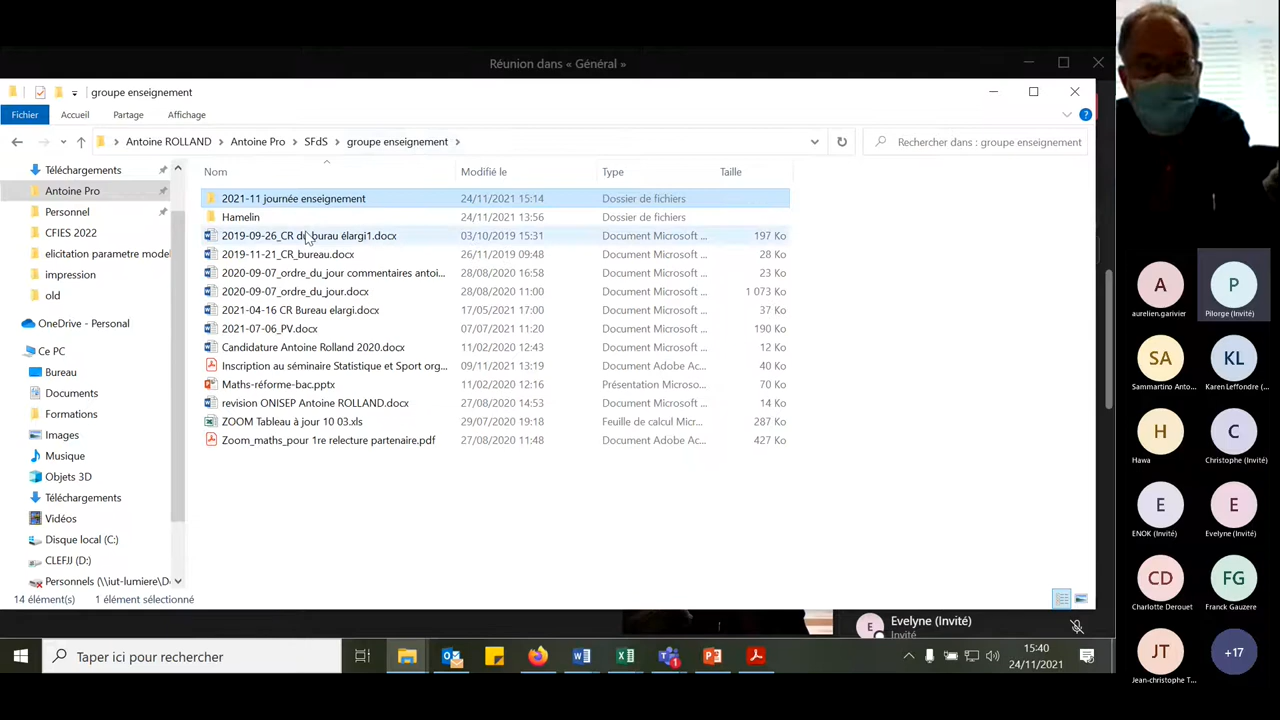 Réunion dans « Général »
groupe enseignement
Fichier Accueil Partage Affichage
Antoine ROLLAND Antoine Pro SFdS groupe enseignement Rechercher dans : groupe enseignement
Nom Modifié le Type Taille
Téléchargements
Antoine Pro
Personnel
CFIES 2022
elicitation parametre model
impression
old
OneDrive - Personal
Ce PC
Bureau
Documents
Formations
Images
Musique
Objets 3D
Téléchargements
Vidéos
Disque local (C:)
CLEFJJ (D:)
Personnels (\\iut-lumiere\D
2021-11 journée enseignement 24/11/2021 15:14 Dossier de fichiers
Hamelin 24/11/2021 13:56 Dossier de fichiers
2019-09-26_CR du burau élargi1.docx 03/10/2019 15:31 Document Microsoft ... 197 Ko
2019-11-21_CR_bureau.docx 26/11/2019 09:48 Document Microsoft ... 28 Ko
2020-09-07_ordre_du_jour commentaires antoi... 28/08/2020 16:58 Document Microsoft ... 23 Ko
2020-09-07_ordre_du_jour.docx 28/08/2020 11:00 Document Microsoft ... 1 073 Ko
2021-04-16 CR Bureau elargi.docx 17/05/2021 17:00 Document Microsoft ... 37 Ko
2021-07-06_PV.docx 07/07/2021 11:20 Document Microsoft ... 190 Ko
Candidature Antoine Rolland 2020.docx 11/02/2020 12:43 Document Microsoft ... 12 Ko
Inscription au séminaire Statistique et Sport org... 09/11/2021 13:19 Document Adobe Ac... 40 Ko
Maths-réforme-bac.pptx 11/02/2020 12:16 Présentation Microso... 70 Ko
revision ONISEP Antoine ROLLAND.docx 27/08/2020 14:53 Document Microsoft ... 14 Ko
ZOOM Tableau à jour 10 03.xls 29/07/2020 19:18 Feuille de calcul Micr... 287 Ko
Zoom_maths_pour 1re relecture partenaire.pdf 27/08/2020 11:48 Document Adobe Ac... 427 Ko
14 élément(s) 1 élément sélectionné
E Evelyne (Invité)
Invité
Taper ici pour rechercher
15:40
24/11/2021
A P
aurelien.garivier Pilorge (Invité)
SA KL
Sammartino Anto... Karen Leffondre (...
H C
Hawa Christophe (Invité)
E E
ENOK (Invité) Evelyne (Invité)
CD FG
Charlotte Derouet Franck Gauzere
JT +17
Jean-christophe T...